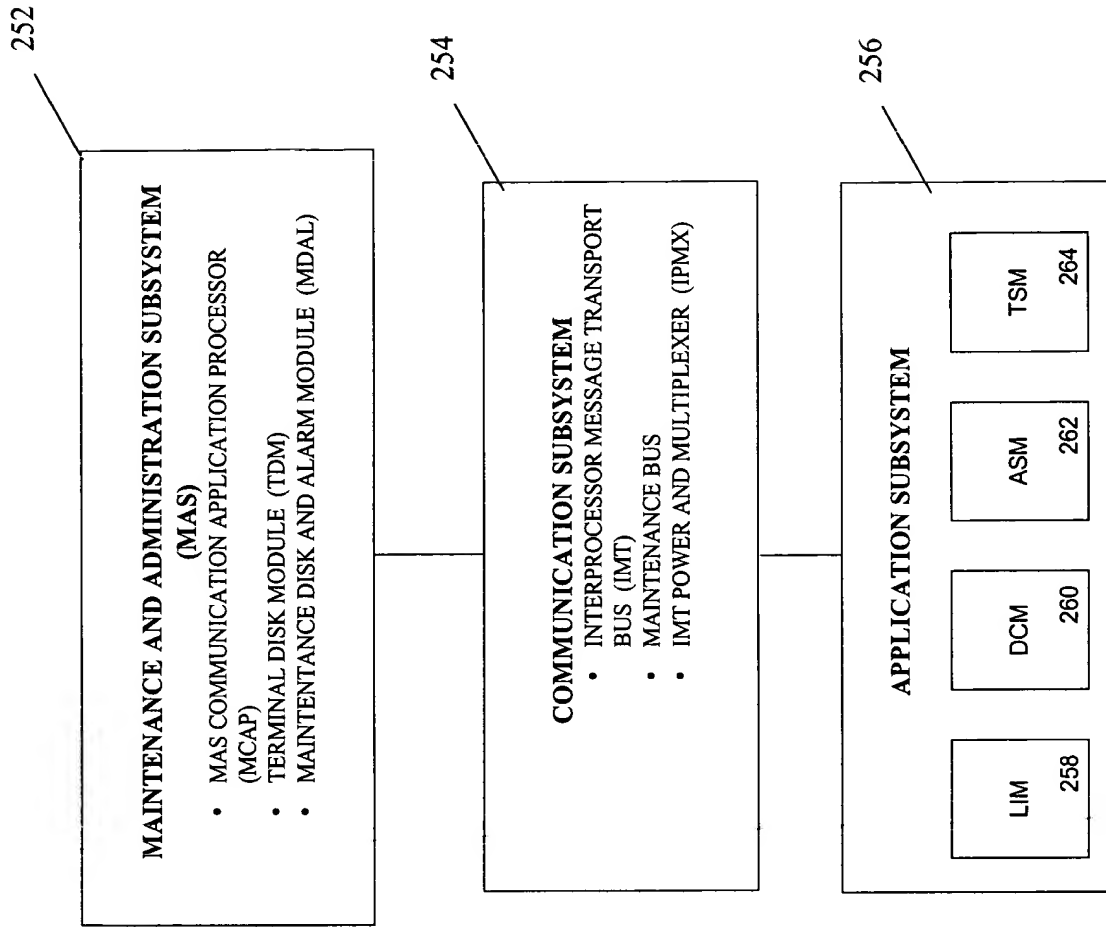 252
MAINTENANCE AND ADMINISTRATION SUBSYSTEM
(MAS)
• MAS COMMUNICATION APPLICATION PROCESSOR
(MCAP)
• TERMINAL DISK MODULE (TDM)
• MAINTENTANCE DISK AND ALARM MODULE (MDAL)
254
COMMUNICATION SUBSYSTEM
• INTERPROCESSOR MESSAGE TRANSPORT
BUS (IMT)
• MAINTENANCE BUS
• IMT POWER AND MULTIPLEXER (IPMX)
256
APPLICATION SUBSYSTEM
LIM
258
DCM
260
ASM
262
TSM
264